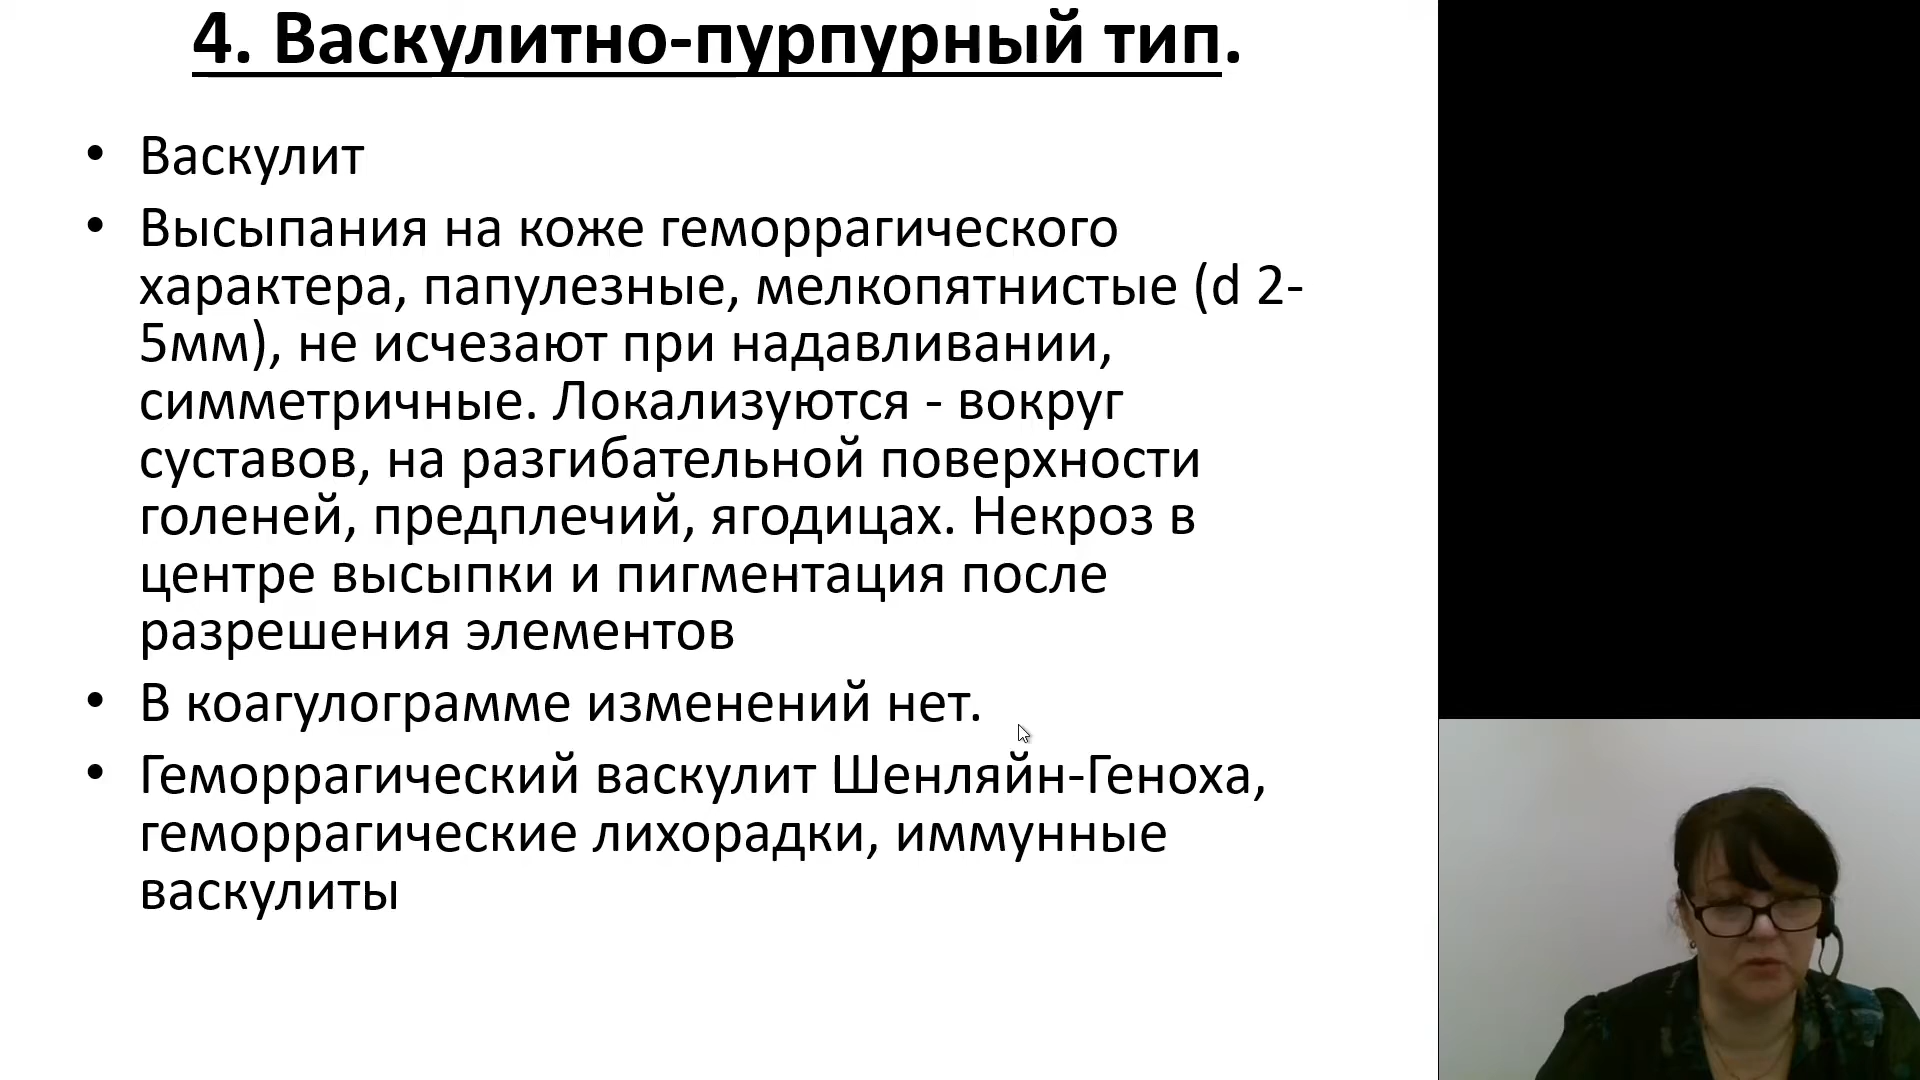 4. Васкулитно-пурпурный тип.
• Васкулит
• Высыпания на коже геморрагического
характера, папулезные, мелкопятнистые (d 2-
5мм), не исчезают при надавливании,
симметричные. Локализуются - вокруг
суставов, на разгибательной поверхности
голеней, предплечий, ягодицах. Некроз в
центре высыпки и пигментация после
разрешения элементов
• В коагулограмме изменений нет.
• Геморрагический васкулит Шенляйн-Геноха,
геморрагические лихорадки, иммунные
васкулиты